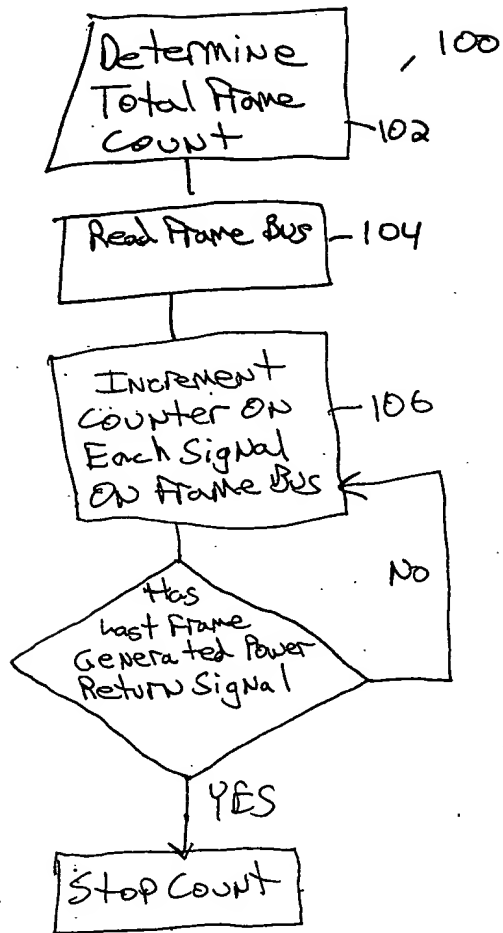 Determine
Total Frame
Count
100
102
Read Frame Bus
104
Increment
Counter ON
Each Signal
ON Frame Bus
106
No
Has
Last Frame
Generated Power
Return Signal
YES
Stop Count